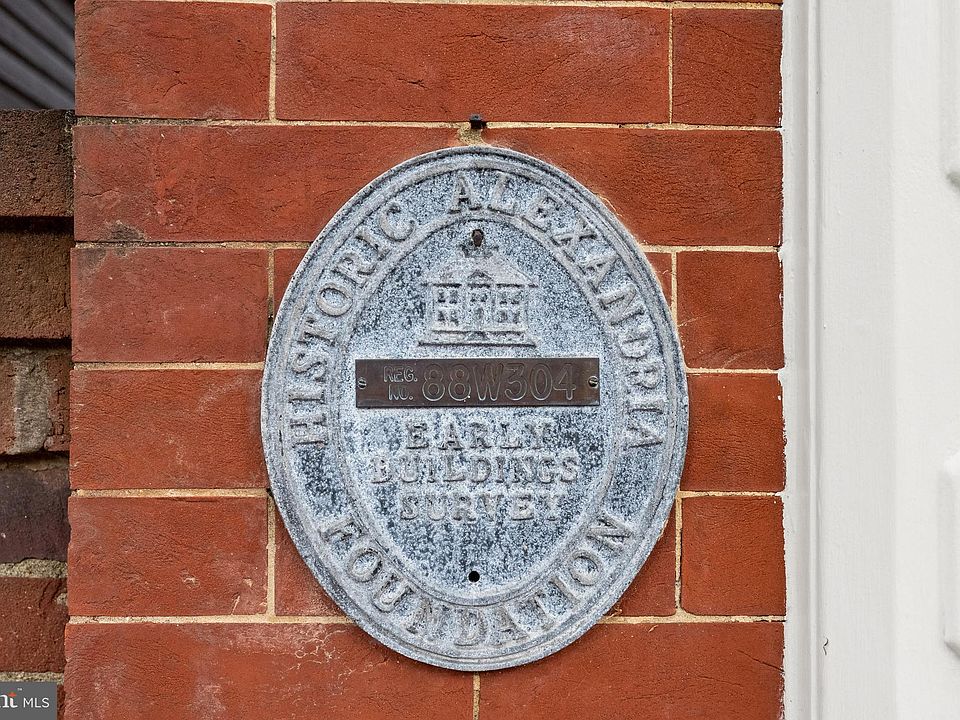 HISTORIC ALEXANDRIA
REG.
NO. 88W304
EARLY
BUILDINGS
SURVEY
FOUNDATION
MLS